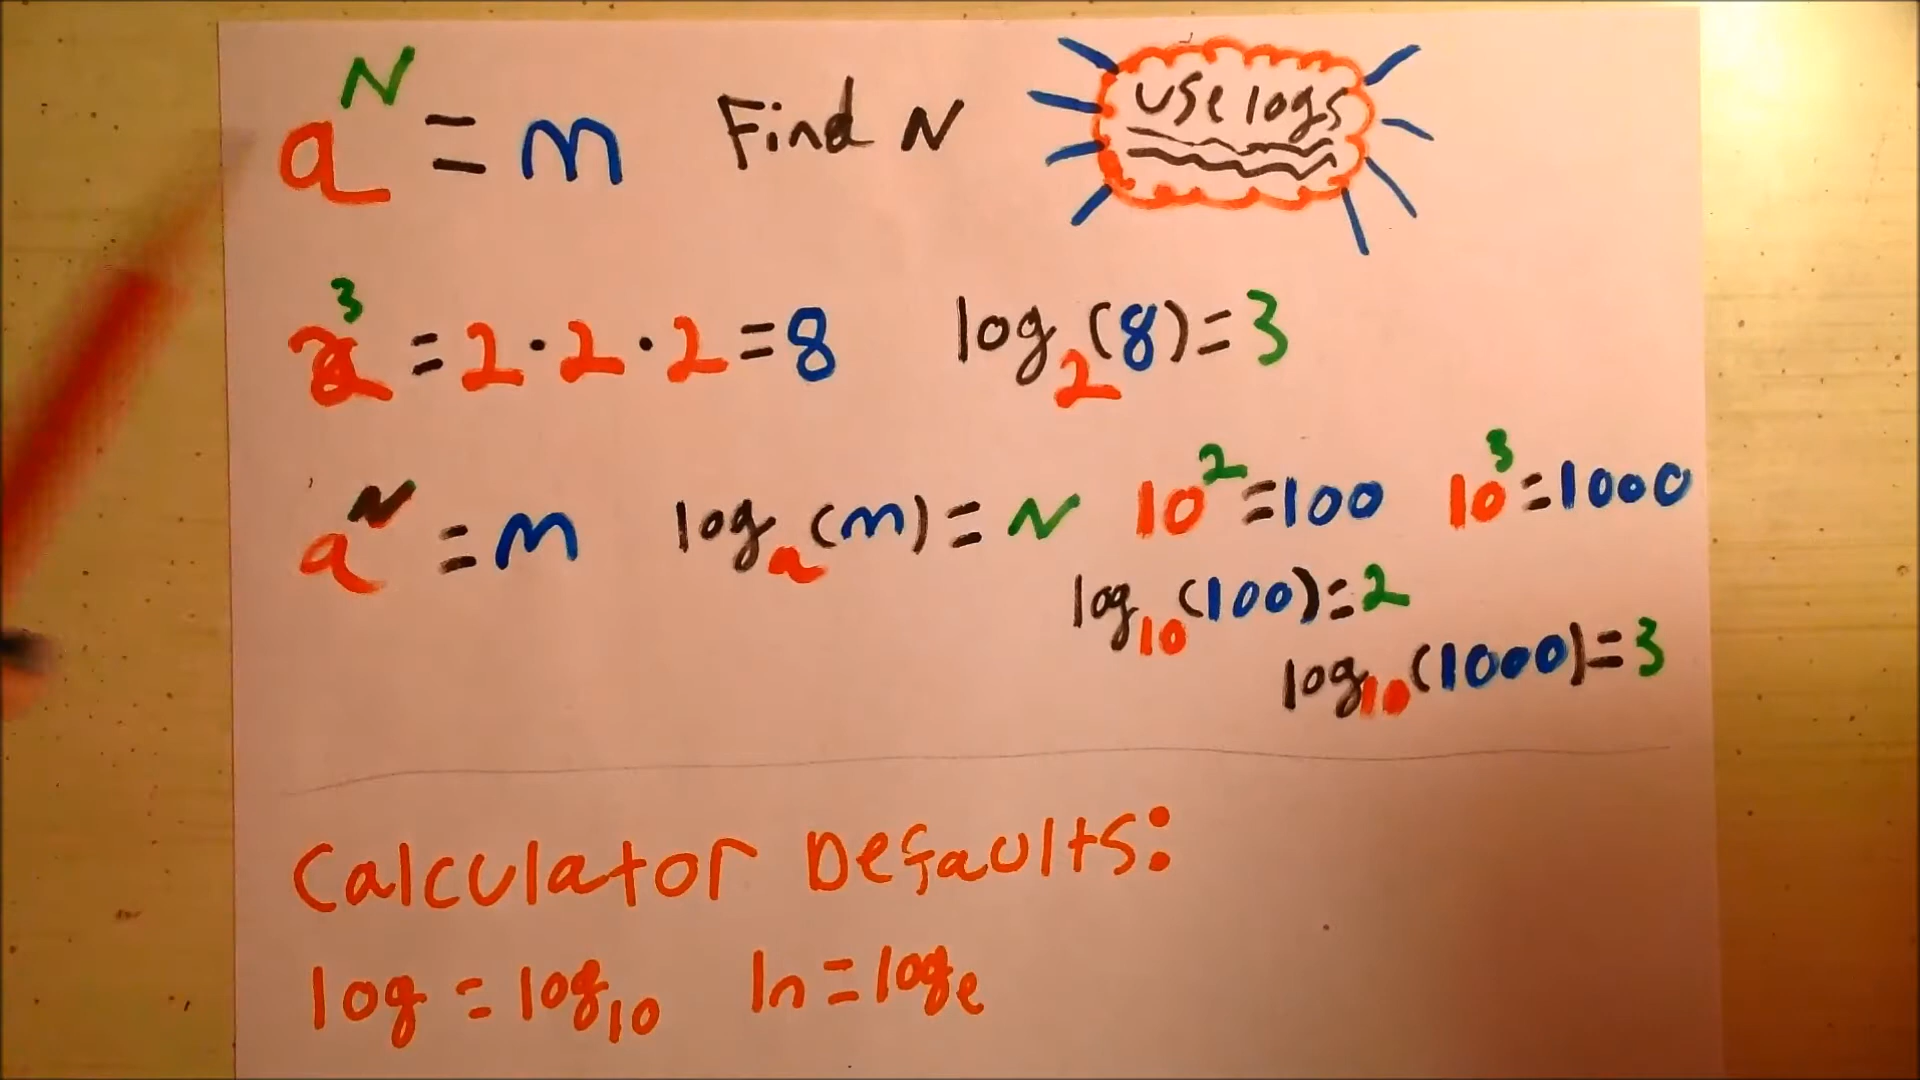 a^N = m Find N use logs
2^3 = 2·2·2 = 8 log_2(8) = 3
a^N = m log_a(m) = N 10^2 = 100 10^3 = 1000
log_10(100) = 2
log_10(1000) = 3
Calculator Defaults:
log = log_10 ln = log_e